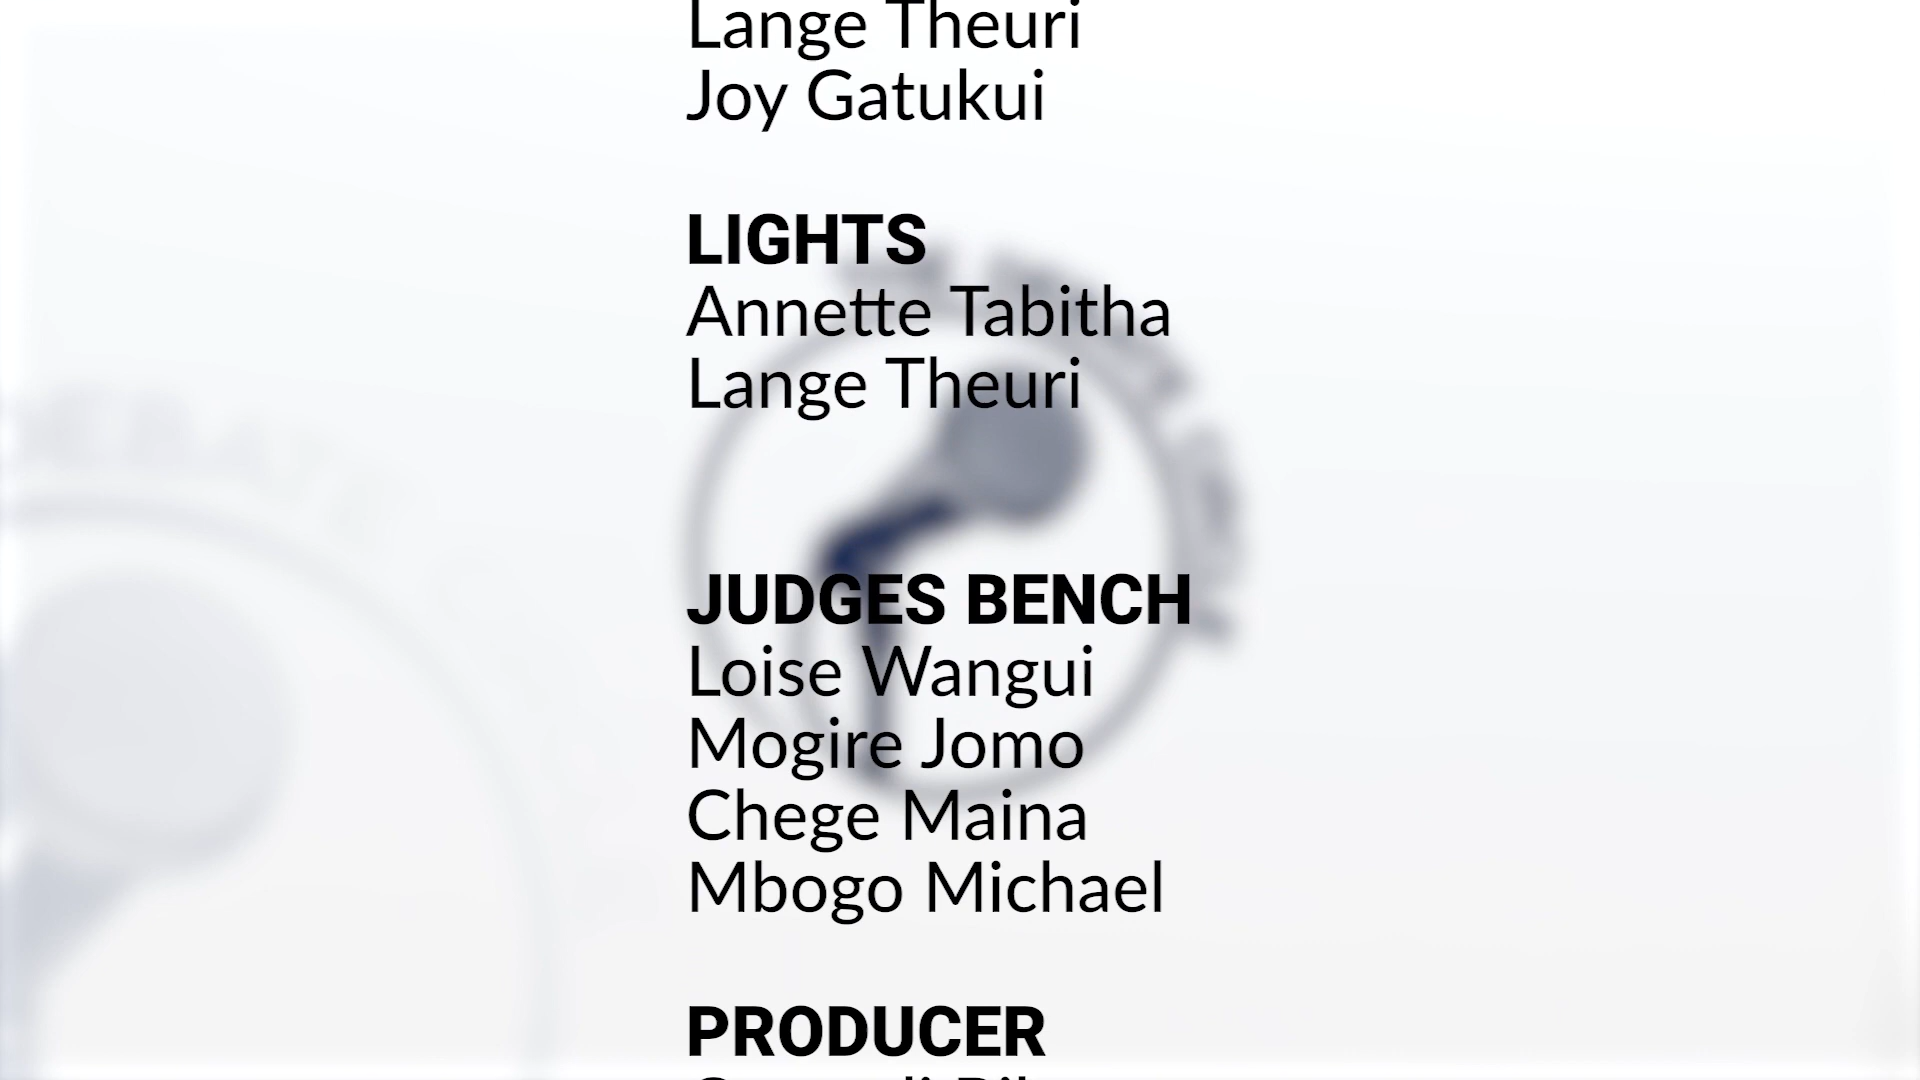 Lange Theuri
Joy Gatukui
LIGHTS
Annette Tabitha
Lange Theuri
JUDGES BENCH
Loise Wangui
Mogire Jomo
Chege Maina
Mbogo Michael
PRODUCER
DEBATE